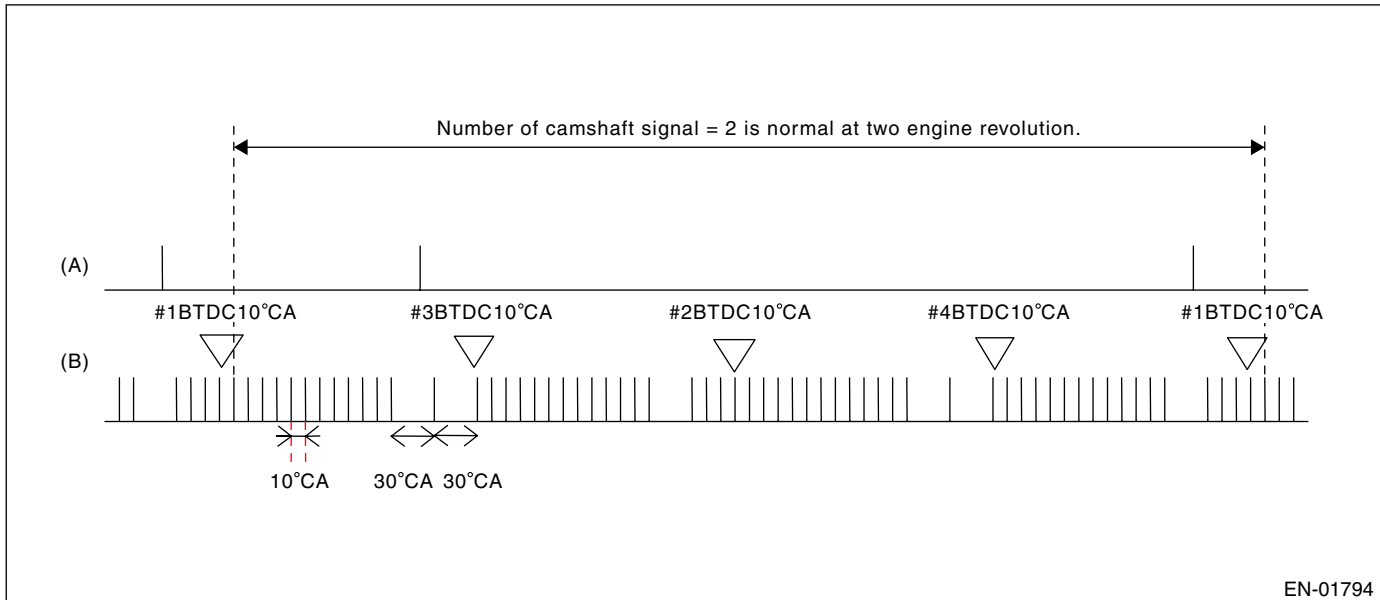 Number of camshaft signal = 2 is normal at two engine revolution.
(A)
#1BTDC10°CA #3BTDC10°CA #2BTDC10°CA #4BTDC10°CA #1BTDC10°CA
(B)
10°CA 30°CA 30°CA
EN-01794